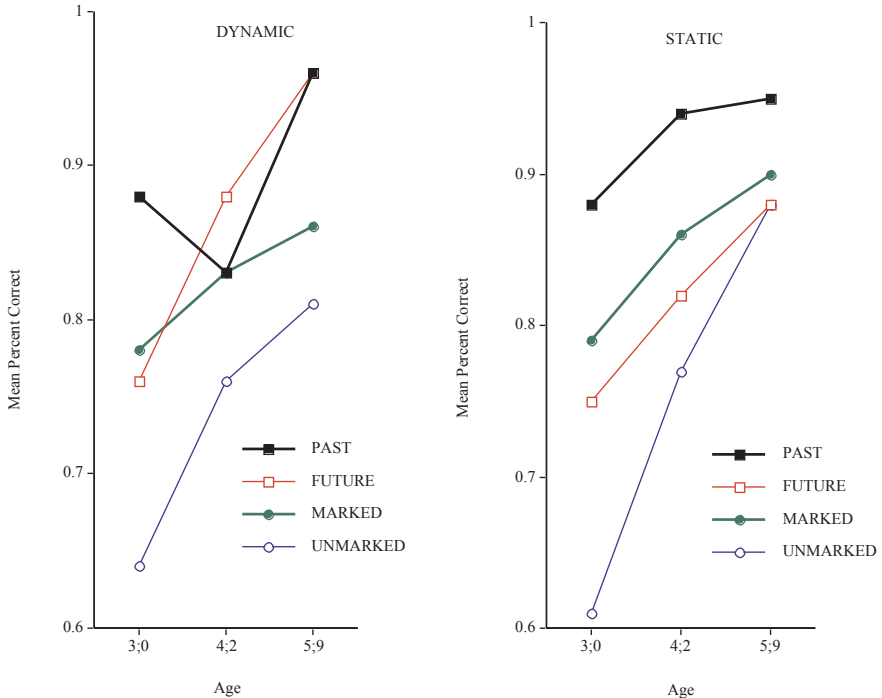 DYNAMIC
Mean Percent Correct
1
0.9
0.8
0.7
0.6
PAST
FUTURE
MARKED
UNMARKED
3;0 4;2 5;9
Age
STATIC
Mean Percent Correct
1
0.9
0.8
0.7
0.6
PAST
FUTURE
MARKED
UNMARKED
3;0 4;2 5;9
Age